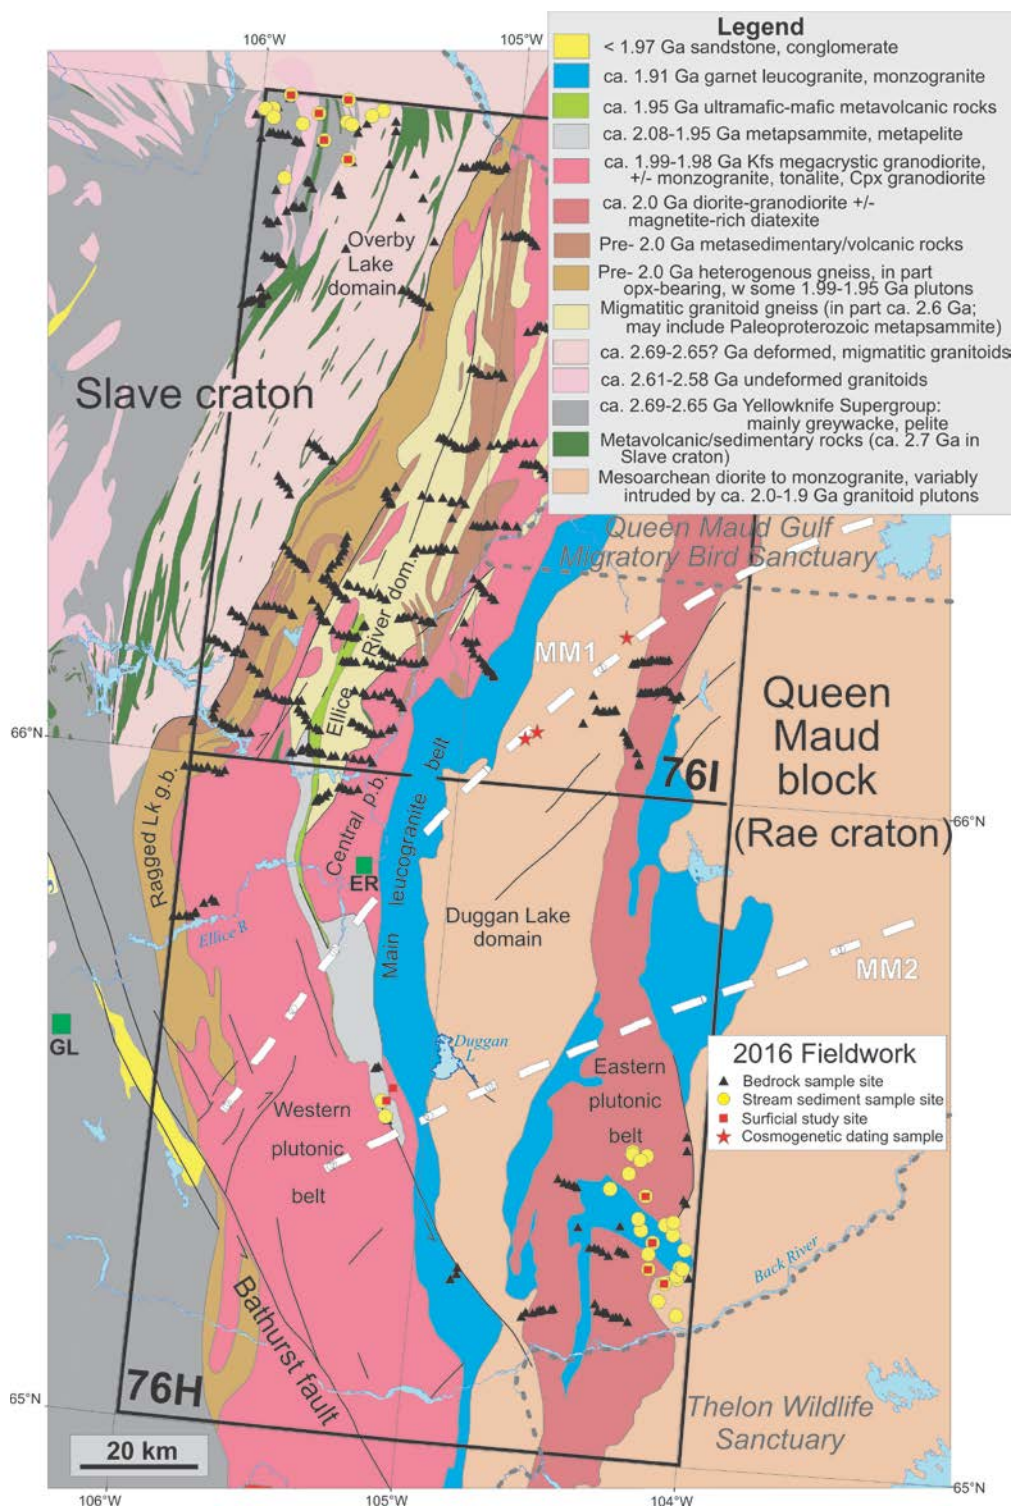 Legend
< 1.97 Ga sandstone, conglomerate
ca. 1.91 Ga garnet leucogranite, monzogranite
ca. 1.95 Ga ultramafic-mafic metavolcanic rocks
ca. 2.08-1.95 Ga metapsammite, metapelite
ca. 1.99-1.98 Ga Kfs megacrystic granodiorite,
+/- monzogranite, tonalite, Cpx granodiorite
ca. 2.0 Ga diorite-granodiorite +/-
magnetite-rich diatexite
Pre- 2.0 Ga metasedimentary/volcanic rocks
Pre- 2.0 Ga heterogenous gneiss, in part
opx-bearing, w some 1.99-1.95 Ga plutons
Migmatitic granitoid gneiss (in part ca. 2.6 Ga;
may include Paleoproterozoic metapsammite)
ca. 2.69-2.65? Ga deformed, migmatitic granitoids
ca. 2.61-2.58 Ga undeformed granitoids
ca. 2.69-2.65 Ga Yellowknife Supergroup:
mainly greywacke, pelite
Metavolcanic/sedimentary rocks (ca. 2.7 Ga in
Slave craton)
Mesoarchean diorite to monzogranite, variably
intruded by ca. 2.0-1.9 Ga granitoid plutons
106°W
105°W
Overby
Lake
domain
Slave craton
Queen Maud Gulf
Migratory Bird Sanctuary
Ellice River dom.
MM1
Queen
Maud
block
(Rae craton)
66°N
76I
66°N
Ragged Lk g.b.
Central p.b.
Main leucogranite belt
ER
Ellice R
Duggan Lake
domain
MM2
GL
Duggan
L
2016 Fieldwork
Bedrock sample site
Stream sediment sample site
Surficial study site
Cosmogenetic dating sample
Eastern
plutonic
belt
Western
plutonic
belt
Back River
Bathurst fault
76H
65°N
Thelon Wildlife
Sanctuary
20 km
65°N
106°W
105°W
104°W